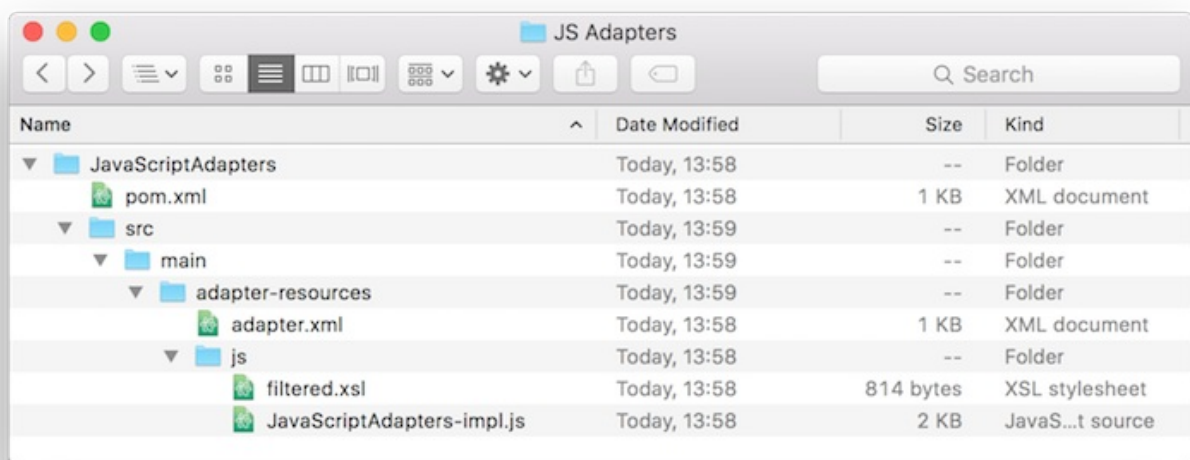 JS Adapters
Search
Name Date Modified Size Kind
JavaScriptAdapters Today, 13:58 -- Folder
pom.xml Today, 13:58 1 KB XML document
src Today, 13:59 -- Folder
main Today, 13:59 -- Folder
adapter-resources Today, 13:59 -- Folder
adapter.xml Today, 13:58 1 KB XML document
js Today, 13:58 -- Folder
filtered.xsl Today, 13:58 814 bytes XSL stylesheet
JavaScriptAdapters-impl.js Today, 13:58 2 KB JavaS...t source